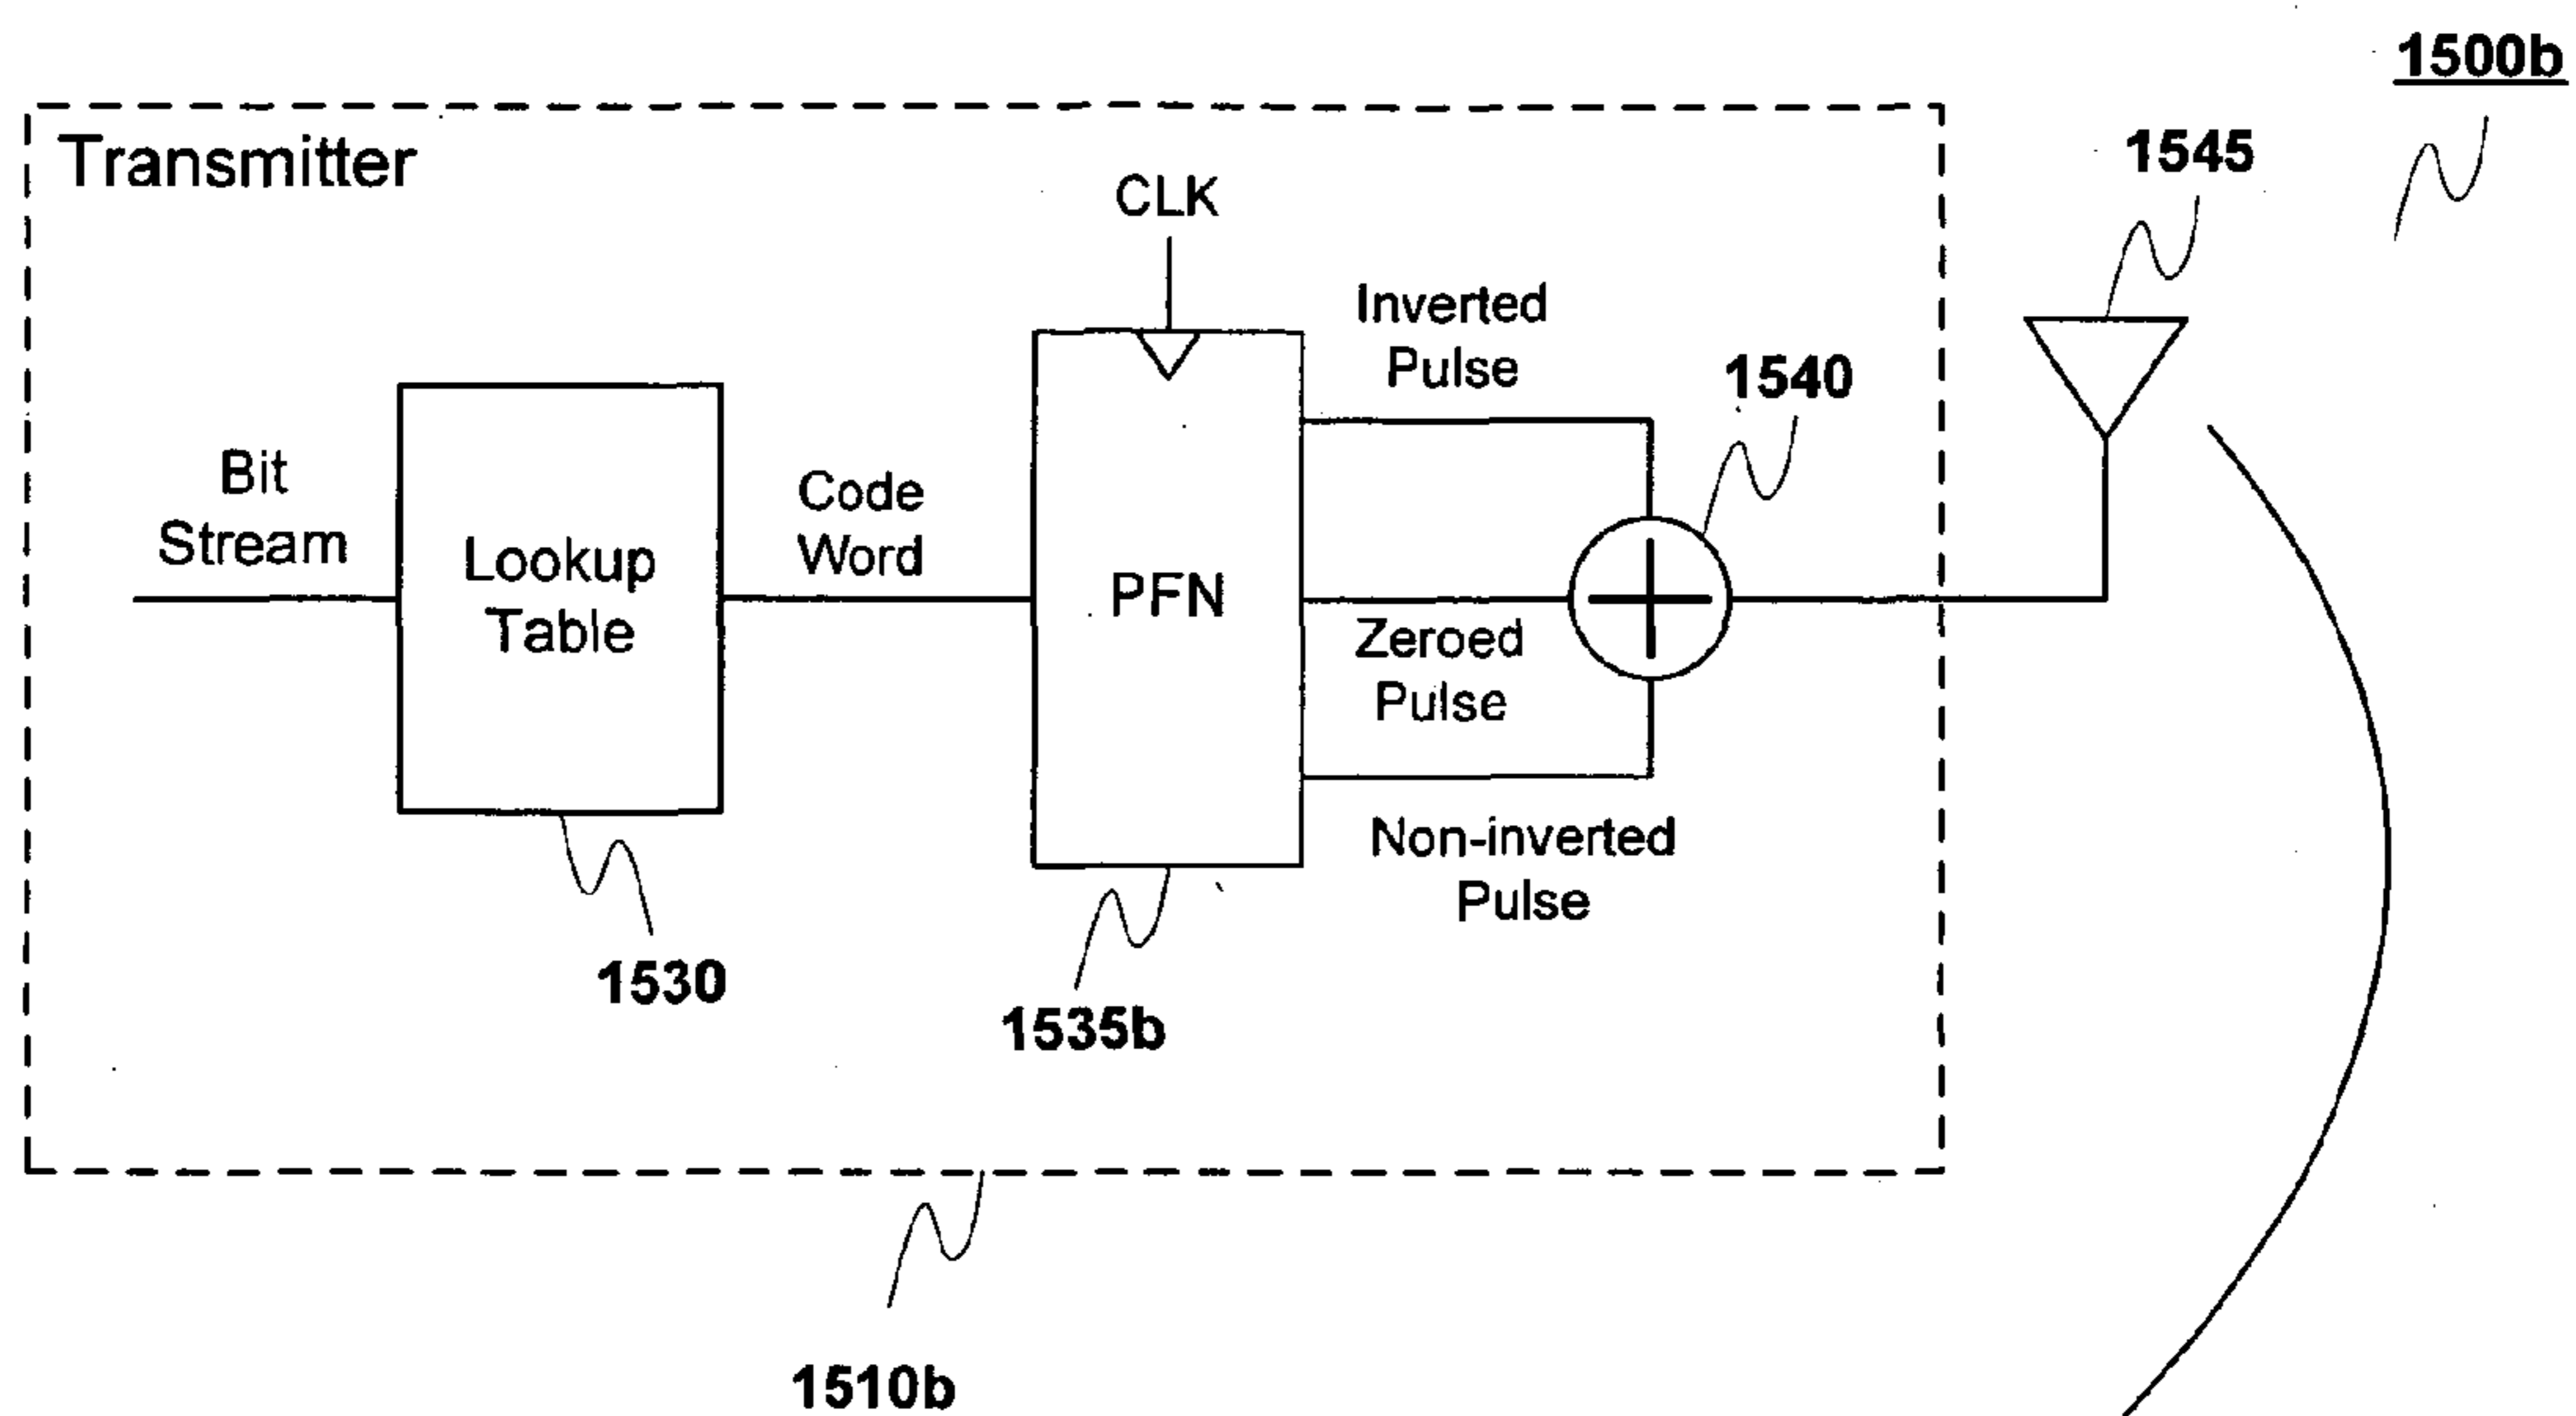 1500b
Transmitter
1545
CLK
Inverted
Pulse
1540
Bit
Stream
Lookup
Table
Code
Word
PFN
Zeroed
Pulse
Non-inverted
Pulse
1530
1535b
1510b